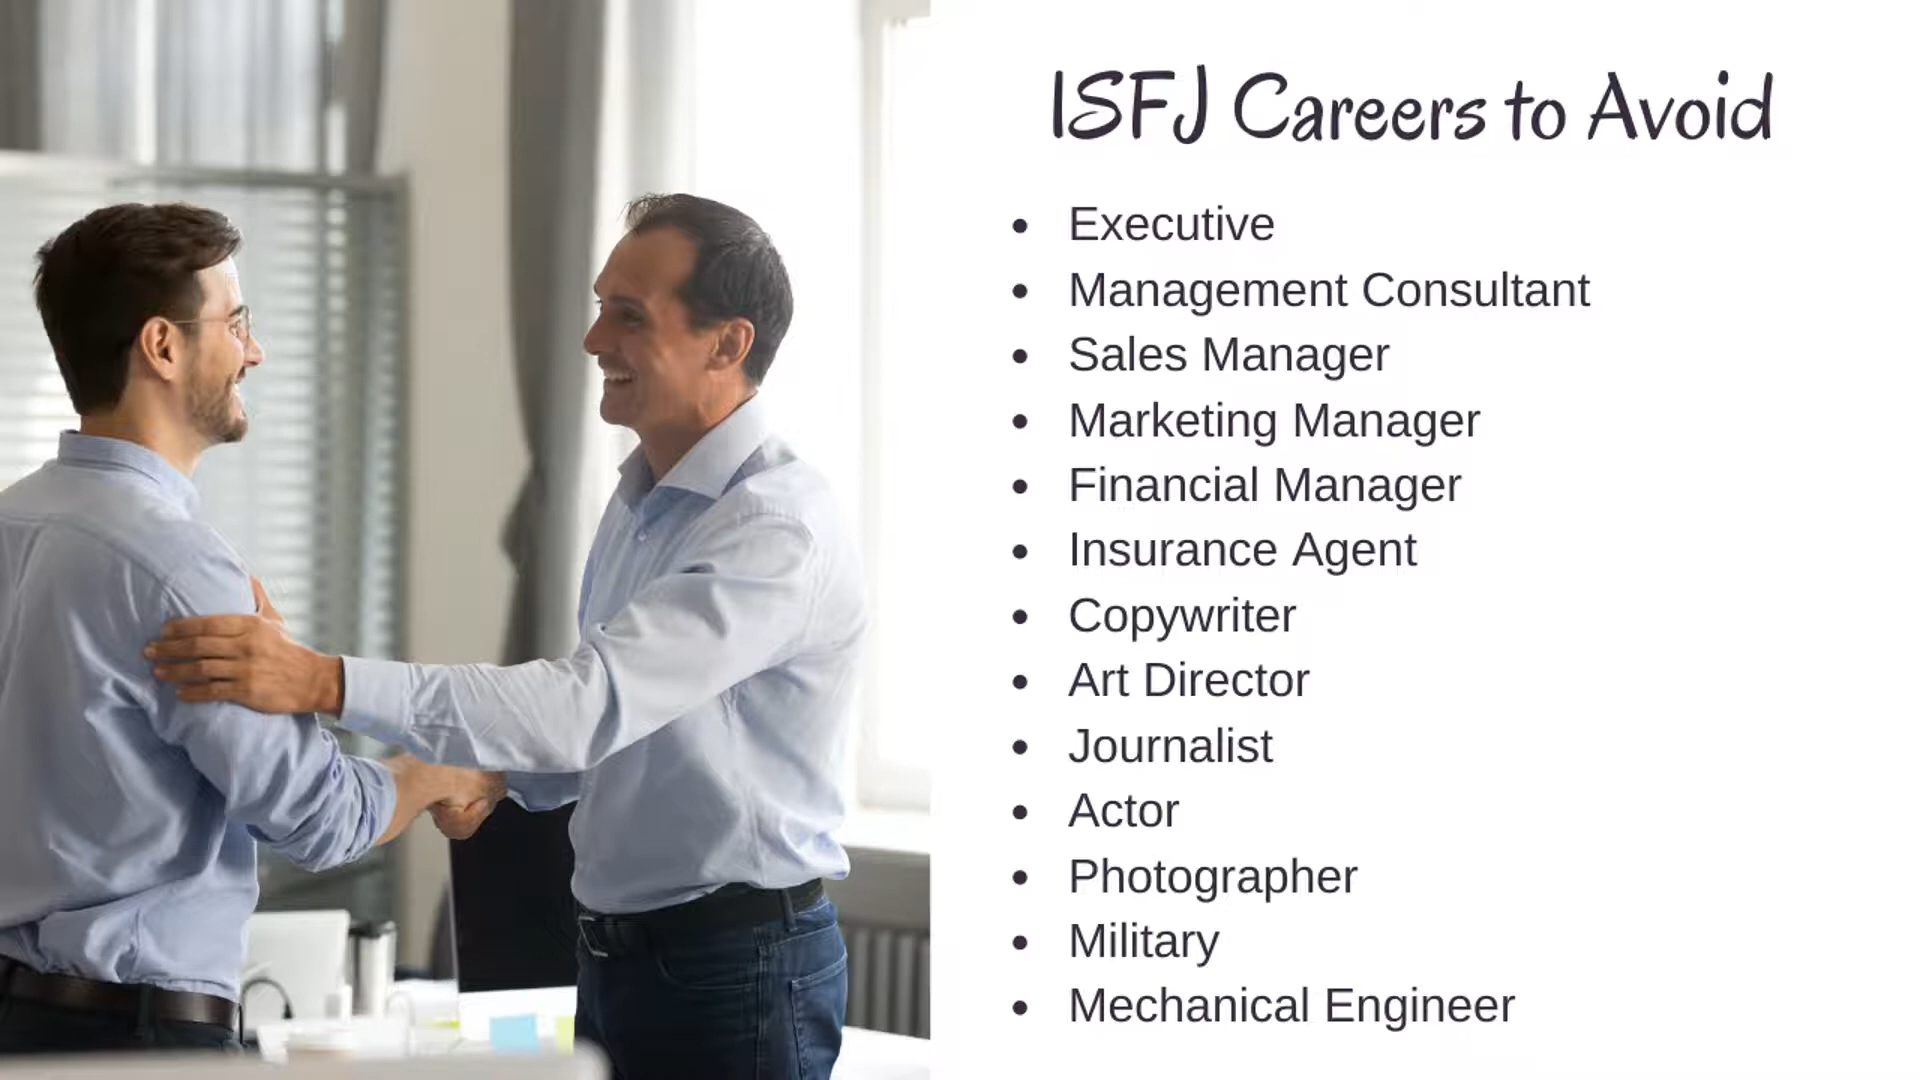 ISFJ Careers to Avoid
• Executive
• Management Consultant
• Sales Manager
• Marketing Manager
• Financial Manager
• Insurance Agent
• Copywriter
• Art Director
• Journalist
• Actor
• Photographer
• Military
• Mechanical Engineer